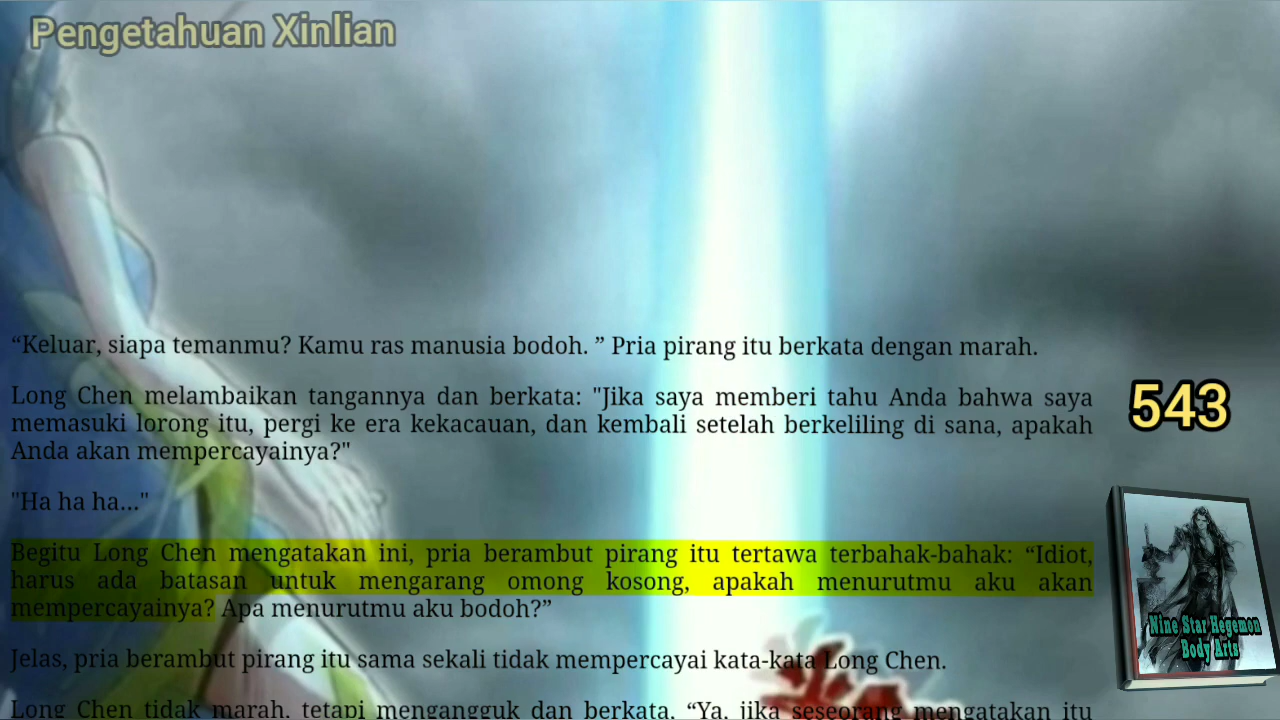 Pengetahuan Xinlian
“Keluar, siapa temanmu? Kamu ras manusia bodoh. ” Pria pirang itu berkata dengan marah.
Long Chen melambaikan tangannya dan berkata: "Jika saya memberi tahu Anda bahwa saya
memasuki lorong itu, pergi ke era kekacauan, dan kembali setelah berkeliling di sana, apakah
Anda akan mempercayainya?"
"Ha ha ha..."
Begitu Long Chen mengatakan ini, pria berambut pirang itu tertawa terbahak-bahak: “Idiot,
harus ada batasan untuk mengarang omong kosong, apakah menurutmu aku akan
mempercayainya? Apa menurutmu aku bodoh?”
Jelas, pria berambut pirang itu sama sekali tidak mempercayai kata-kata Long Chen.
Long Chen tidak marah, tetapi mengangguk dan berkata, “Ya, jika seseorang mengatakan itu
543
Nine Star Hegemon
Body Arts